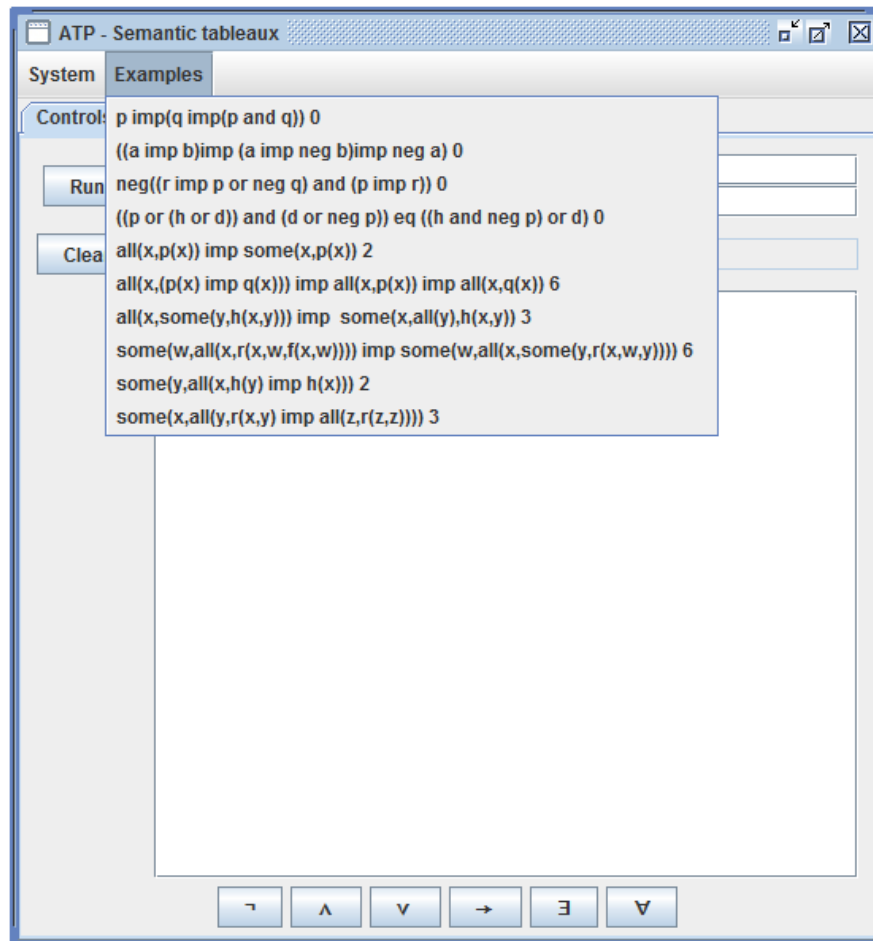 ATP - Semantic tableaux
System Examples
Control
p imp(q imp(p and q)) 0
((a imp b)imp (a imp neg b)imp neg a) 0
Run
neg((r imp p or neg q) and (p imp r)) 0
((p or (h or d)) and (d or neg p)) eq ((h and neg p) or d) 0
Clea
all(x,p(x)) imp some(x,p(x)) 2
all(x,(p(x) imp q(x))) imp all(x,p(x)) imp all(x,q(x)) 6
all(x,some(y,h(x,y))) imp  some(x,all(y),h(x,y)) 3
some(w,all(x,r(x,w,f(x,w)))) imp some(w,all(x,some(y,r(x,w,y)))) 6
some(y,all(x,h(y) imp h(x))) 2
some(x,all(y,r(x,y) imp all(z,r(z,z)))) 3
¬ ∧ ∨ → ∃ ∀